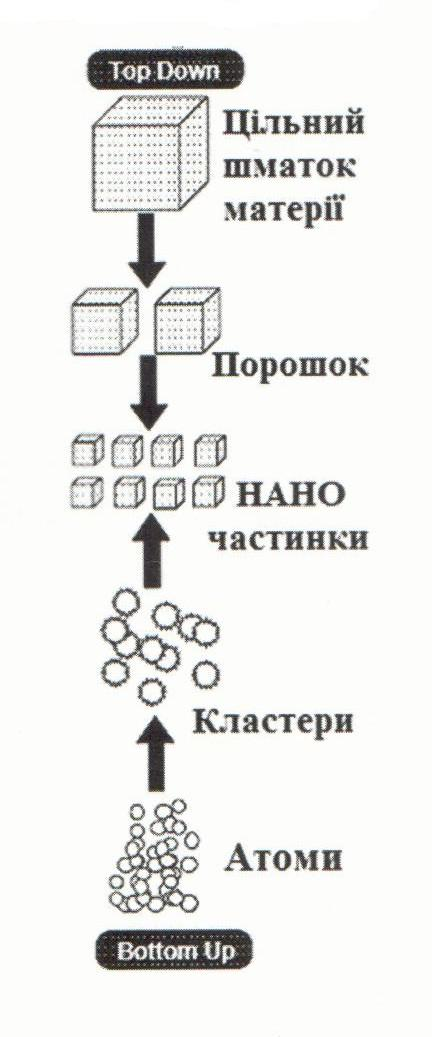 Top Down
Цільний
шматок
матерії
Порошок
НАНО
частинки
Кластери
Атоми
Bottom Up